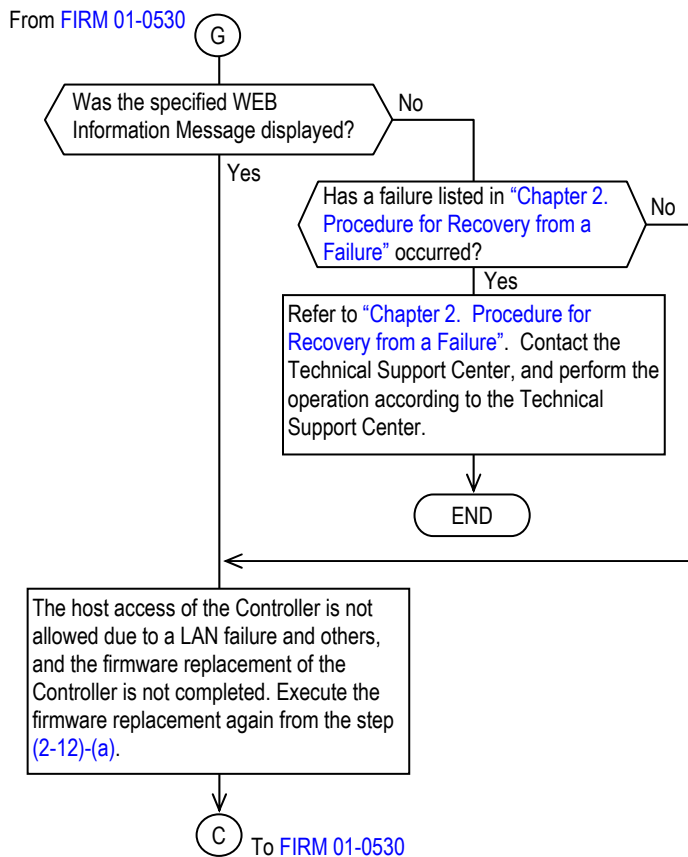 From FIRM 01-0530
G
Was the specified WEB
Information Message displayed?
No
Yes
Has a failure listed in “Chapter 2.
Procedure for Recovery from a
Failure” occurred?
No
Yes
Refer to “Chapter 2.  Procedure for
Recovery from a Failure”.  Contact the
Technical Support Center, and perform the
operation according to the Technical
Support Center.
END
The host access of the Controller is not
allowed due to a LAN failure and others,
and the firmware replacement of the
Controller is not completed. Execute the
firmware replacement again from the step
(2-12)-(a).
C
To FIRM 01-0530